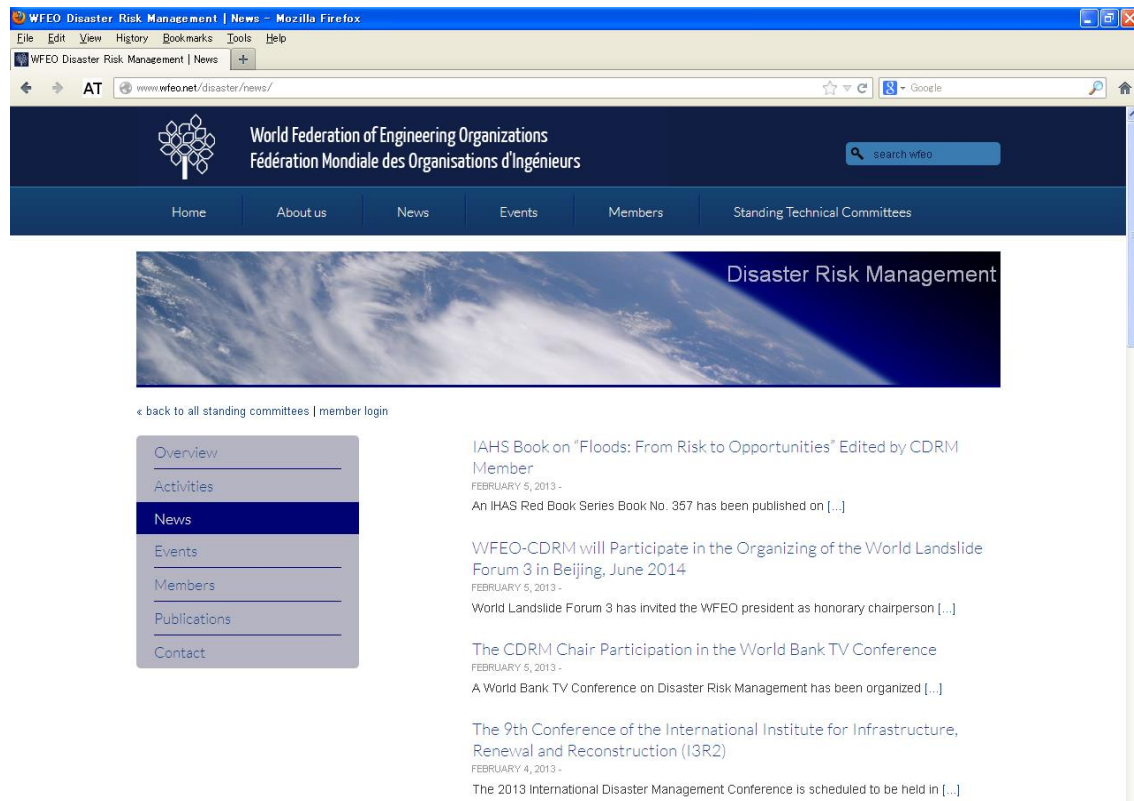 WFEO Disaster Risk Management | News - Mozilla Firefox
File Edit View History Bookmarks Tools Help
WFEO Disaster Risk Management | News +
AT www.wfeo.net/disaster/news/ Google
World Federation of Engineering Organizations
Fédération Mondiale des Organisations d'Ingénieurs
search wfeo
Home About us News Events Members Standing Technical Committees
Disaster Risk Management
« back to all standing committees | member login
Overview
Activities
News
Events
Members
Publications
Contact
IAHS Book on “Floods: From Risk to Opportunities” Edited by CDRM
Member
FEBRUARY 5, 2013 -
An IHAS Red Book Series Book No. 357 has been published on [...]
WFEO-CDRM will Participate in the Organizing of the World Landslide
Forum 3 in Beijing, June 2014
FEBRUARY 5, 2013 -
World Landslide Forum 3 has invited the WFEO president as honorary chairperson [...]
The CDRM Chair Participation in the World Bank TV Conference
FEBRUARY 5, 2013 -
A World Bank TV Conference on Disaster Risk Management has been organized [...]
The 9th Conference of the International Institute for Infrastructure,
Renewal and Reconstruction (I3R2)
FEBRUARY 4, 2013 -
The 2013 International Disaster Management Conference is scheduled to be held in [...]